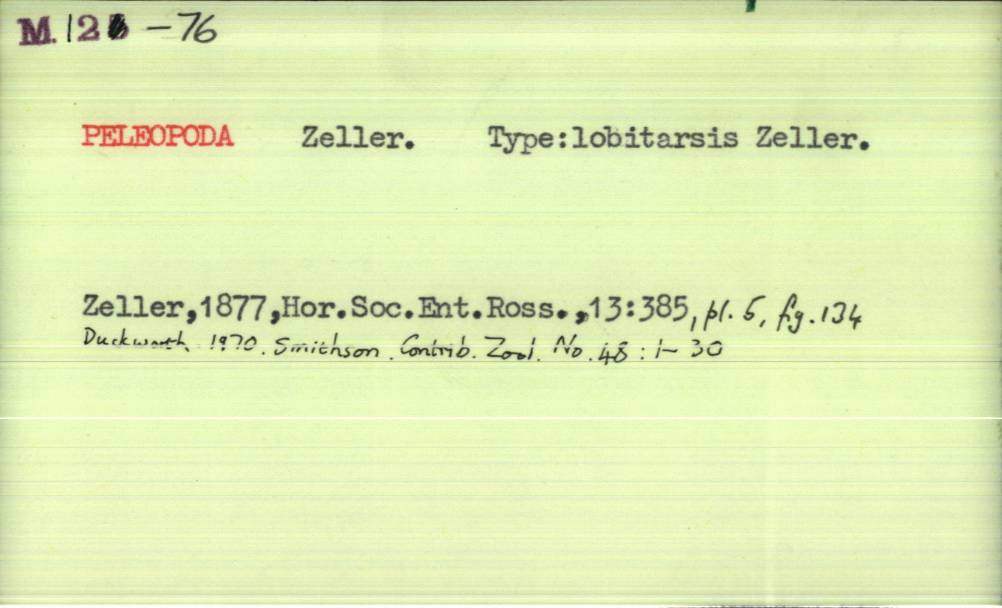 M. 12 - 76
PELEOPODA Zeller. Type:lobitarsis Zeller.
Zeller,1877,Hor.Soc.Ent.Ross.,13:385, pl. 5, fig. 134
Duckworth 1970. Smithson. Contrib. Zool. No. 48 : 1- 30